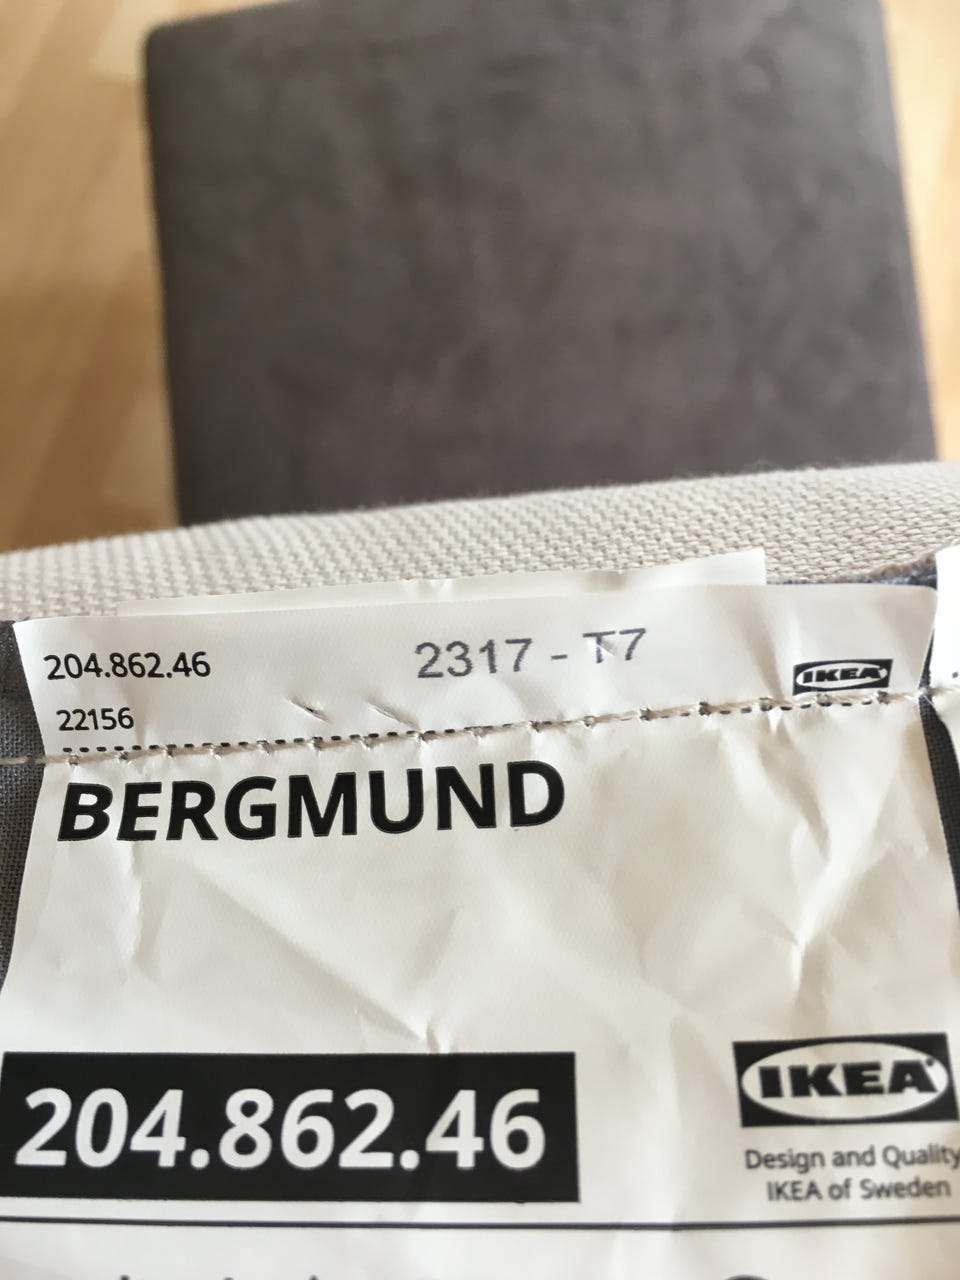 204.862.46
2317 - T7
IKEA
22156
BERGMUND
204.862.46
IKEA
Design and Quality
IKEA of Sweden